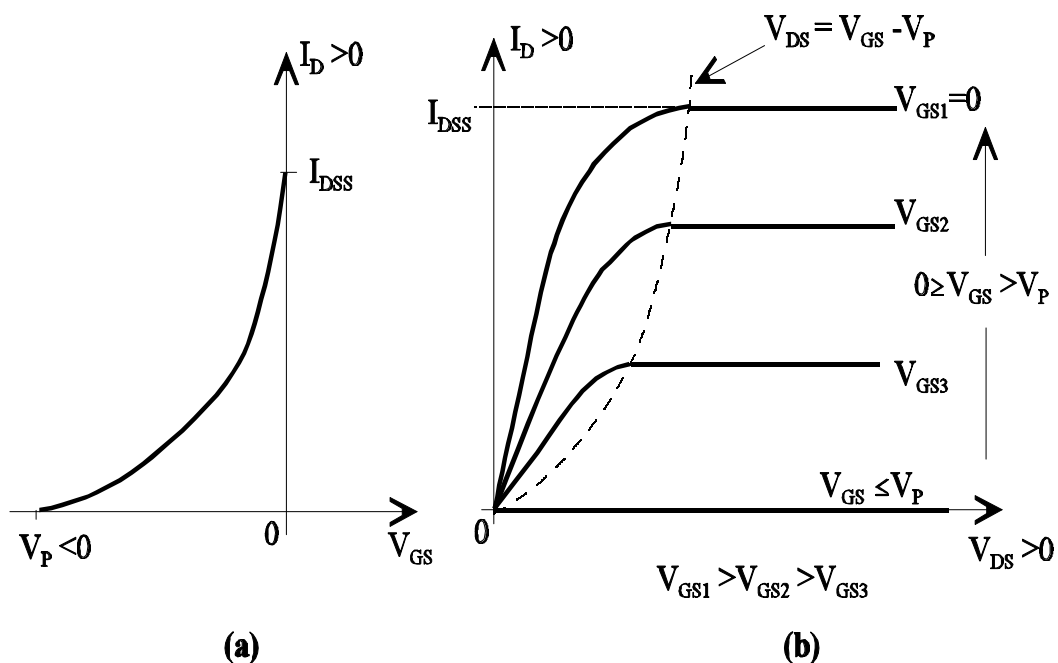 I_D >0
I_DSS
V_P <0
0
V_GS
(a)
I_D >0
V_DS = V_GS -V_P
I_DSS
V_GS1=0
V_GS2
0≥V_GS >V_P
V_GS3
V_GS ≤V_P
0
V_DS >0
V_GS1 >V_GS2 >V_GS3
(b)